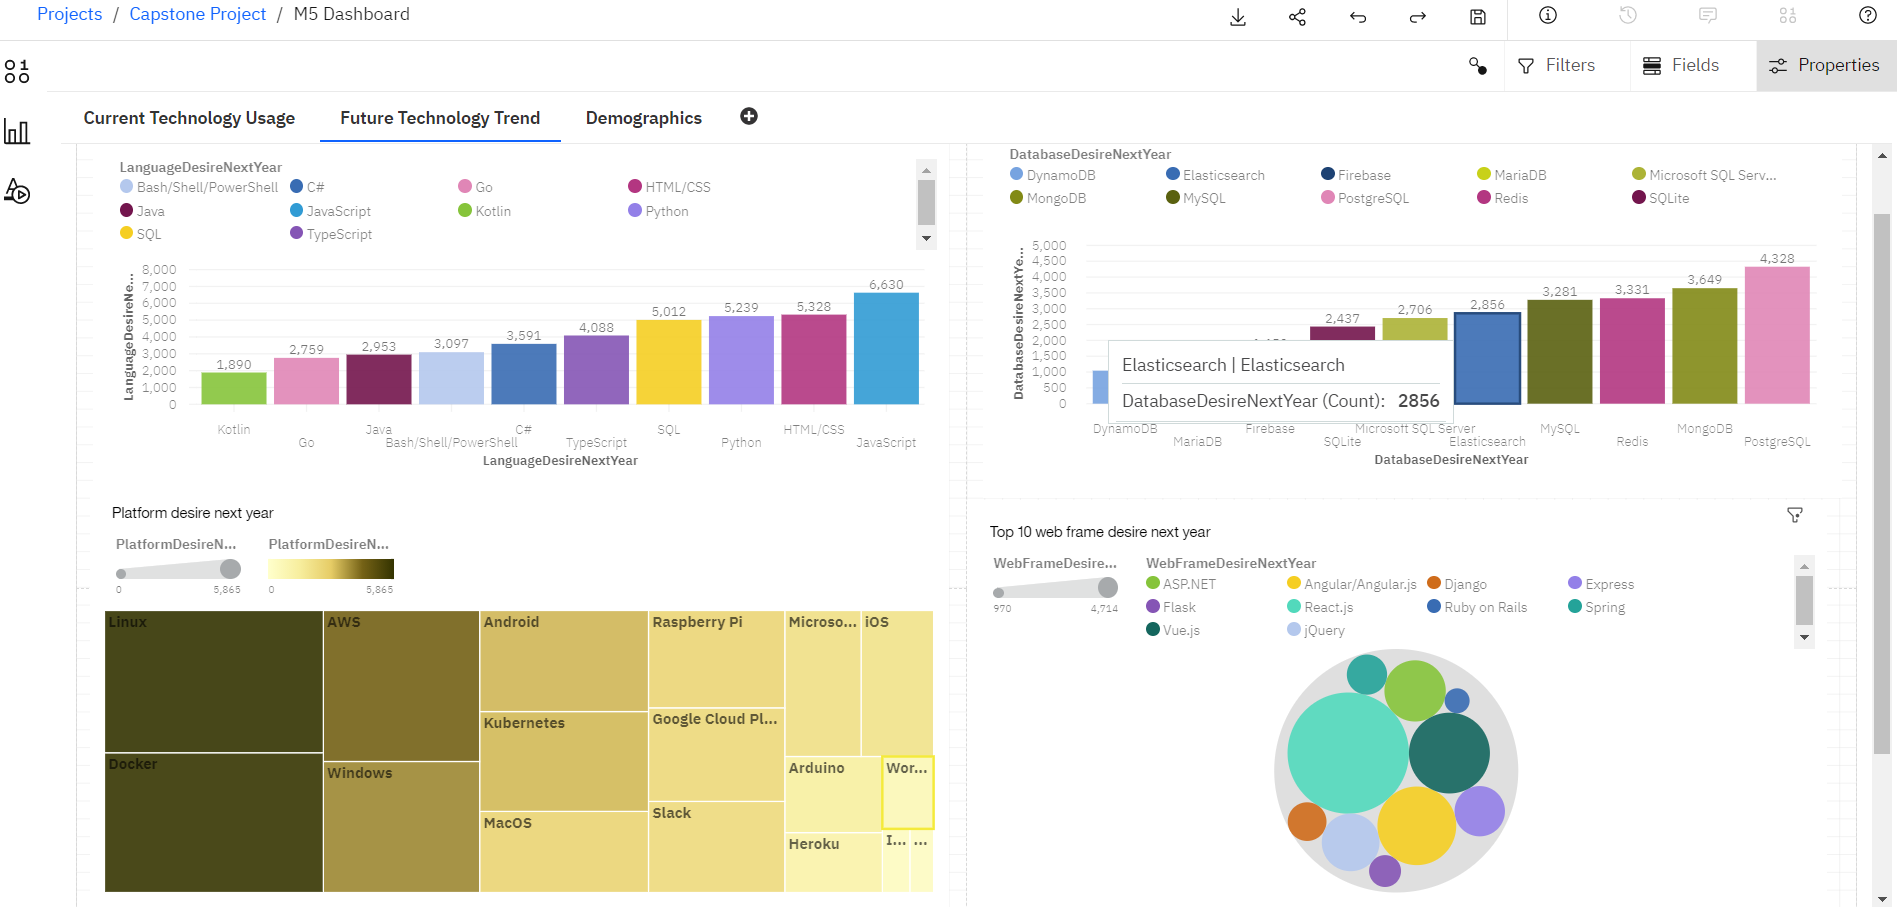 Projects / Capstone Project / M5 Dashboard
Filters
Fields
Properties
Current Technology Usage
Future Technology Trend
Demographics
LanguageDesireNextYear
Bash/Shell/PowerShell C# Go HTML/CSS
Java JavaScript Kotlin Python
SQL TypeScript
LanguageDesireNe...
8,000
7,000
6,000
5,000
4,000
3,000
2,000
1,000
0
1,890 2,759 2,953 3,097 3,591 4,088 5,012 5,239 5,328 6,630
Kotlin Java C# SQL HTML/CSS
Go Bash/Shell/PowerShell TypeScript Python JavaScript
LanguageDesireNextYear
DatabaseDesireNextYear
DynamoDB Elasticsearch Firebase MariaDB Microsoft SQL Serv...
MongoDB MySQL PostgreSQL Redis SQLite
DatabaseDesireNextYe...
5,000
4,500
4,000
3,500
3,000
2,500
2,000
1,500
1,000
500
0
2,437 2,706 2,856 3,281 3,331 3,649 4,328
Elasticsearch | Elasticsearch
DatabaseDesireNextYear (Count): 2856
DynamoDB Firebase Microsoft SQL Server MySQL MongoDB
MariaDB SQLite Elasticsearch Redis PostgreSQL
DatabaseDesireNextYear
Platform desire next year
PlatformDesireN... PlatformDesireN...
0 5,865 0 5,865
Linux AWS Android Raspberry Pi Microso... iOS
Kubernetes Google Cloud Pl...
Docker Windows Arduino Wor...
MacOS Slack
Heroku I... ...
Top 10 web frame desire next year
WebFrameDesire... WebFrameDesireNextYear
970 4,714
ASP.NET Angular/Angular.js Django Express
Flask React.js Ruby on Rails Spring
Vue.js jQuery